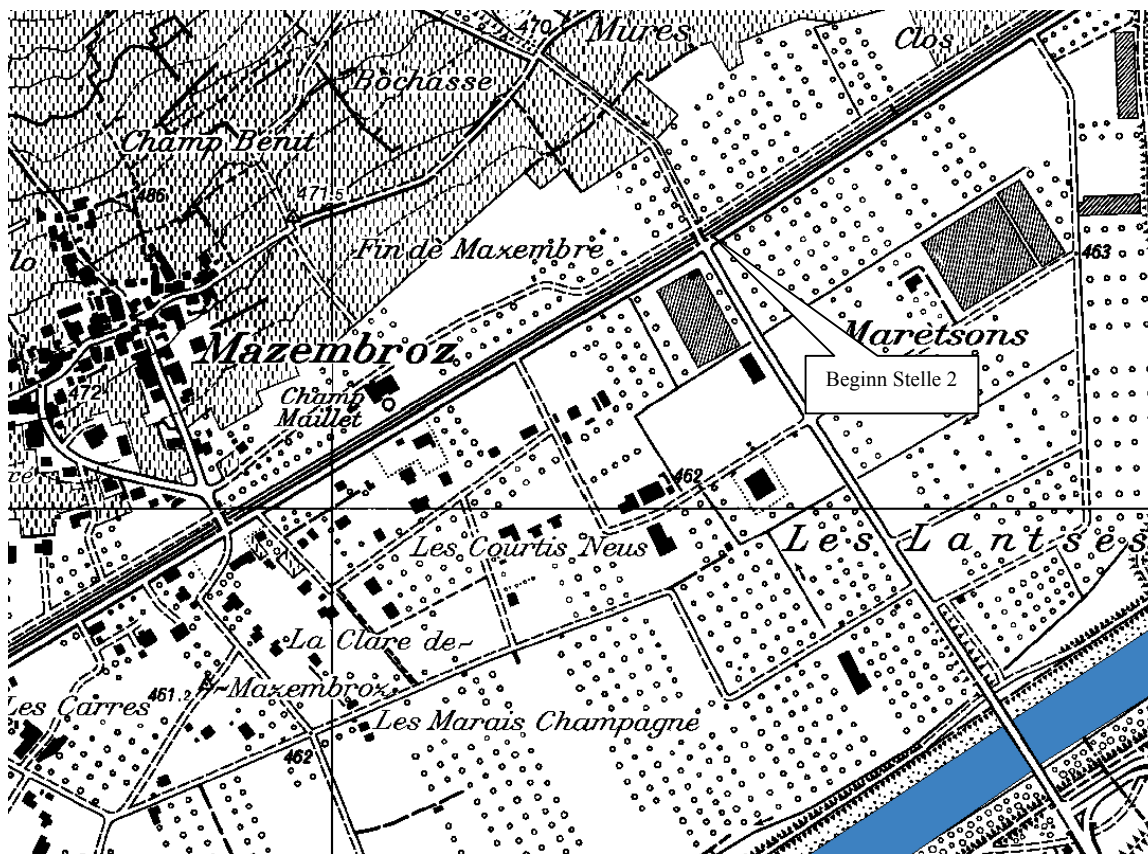 470
Mures
Clos
Bochasse
Champ Bénit
486
471.5
lo
Fin de Maxembre
463
Mazembroz
Maretsons
Beginn Stelle 2
472
Champ
Maillet
462
Les Courtis Neus
Les Lantses
La Clare de-
-Mazembroz
461.2
Les Carres
Les Marais Champagne
462